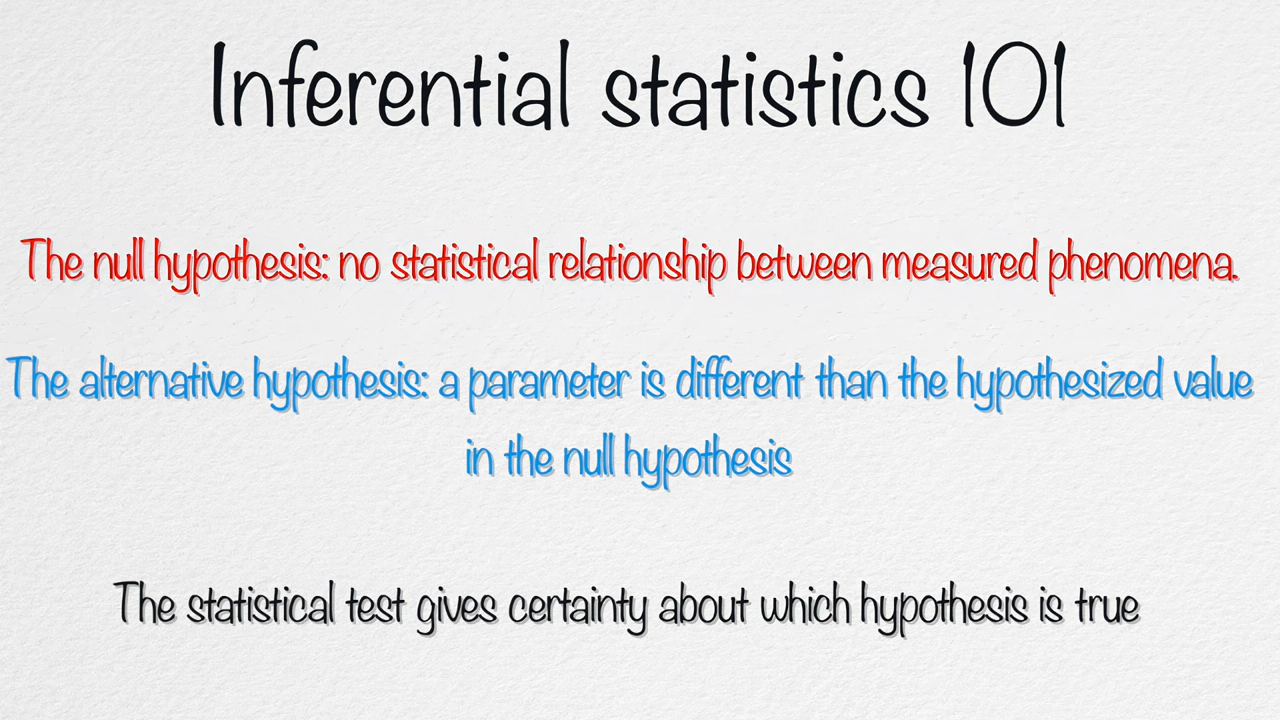 Inferential statistics 101
The null hypothesis: no statistical relationship between measured phenomena.
The alternative hypothesis: a parameter is different than the hypothesized value
in the null hypothesis
The statistical test gives certainty about which hypothesis is true